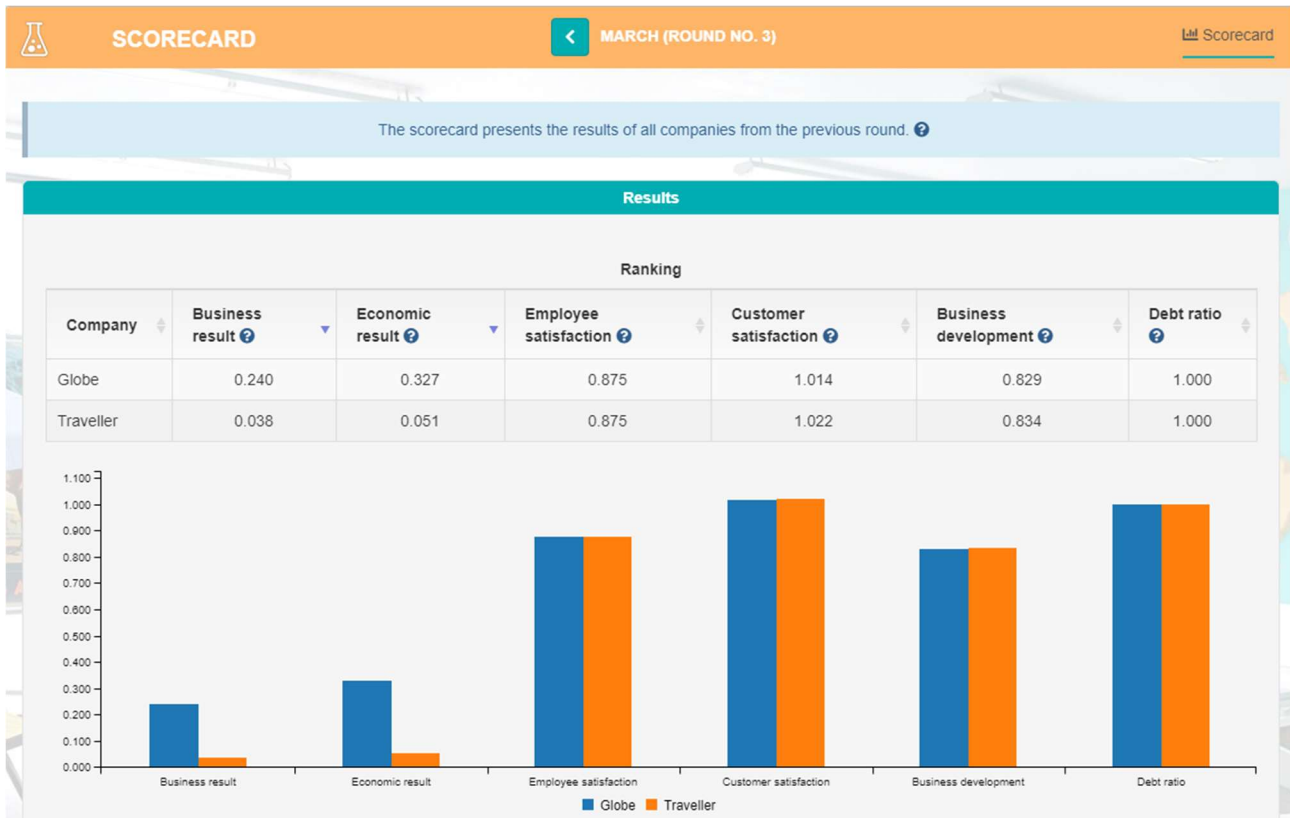 SCORECARD
MARCH (ROUND NO. 3)
Scorecard
The scorecard presents the results of all companies from the previous round. ?
Results
Ranking
Company Business result ? Economic result ? Employee satisfaction ? Customer satisfaction ? Business development ? Debt ratio ?
Globe 0.240 0.327 0.875 1.014 0.829 1.000
Traveller 0.038 0.051 0.875 1.022 0.834 1.000
1.100
1.000
0.900
0.800
0.700
0.600
0.500
0.400
0.300
0.200
0.100
0.000
Business result Economic result Employee satisfaction Customer satisfaction Business development Debt ratio
Globe Traveller